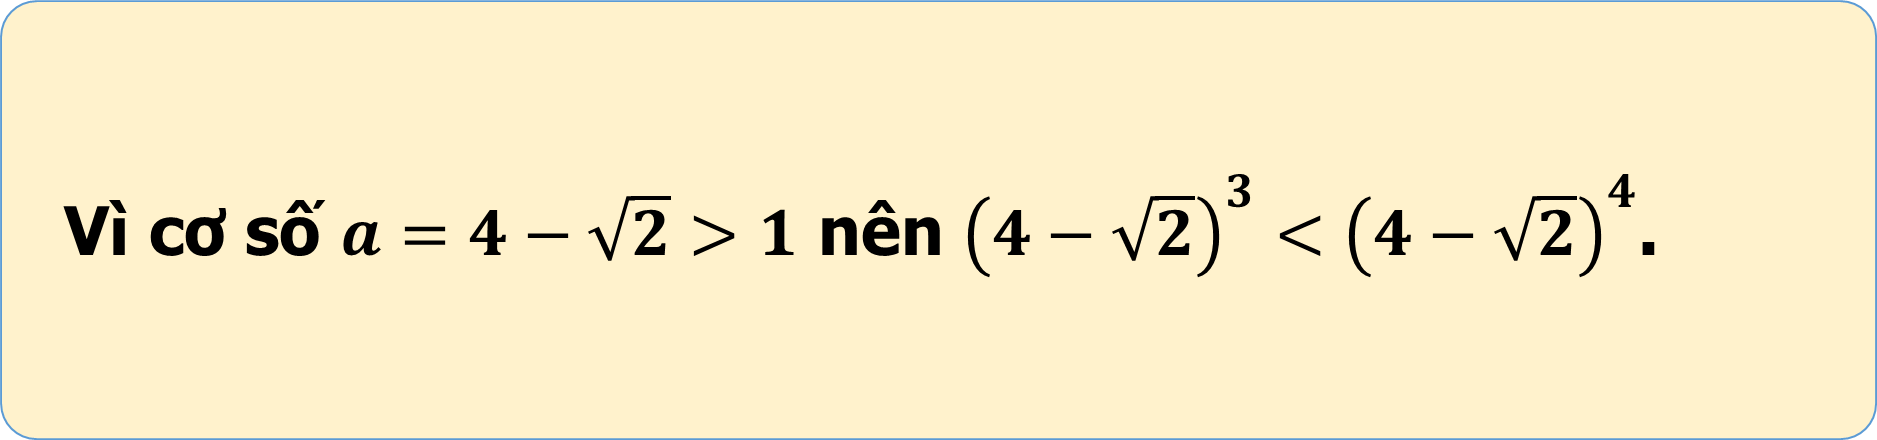 Vì cơ số a = 4 − √2 > 1 nên (4 − √2)³ < (4 − √2)⁴.